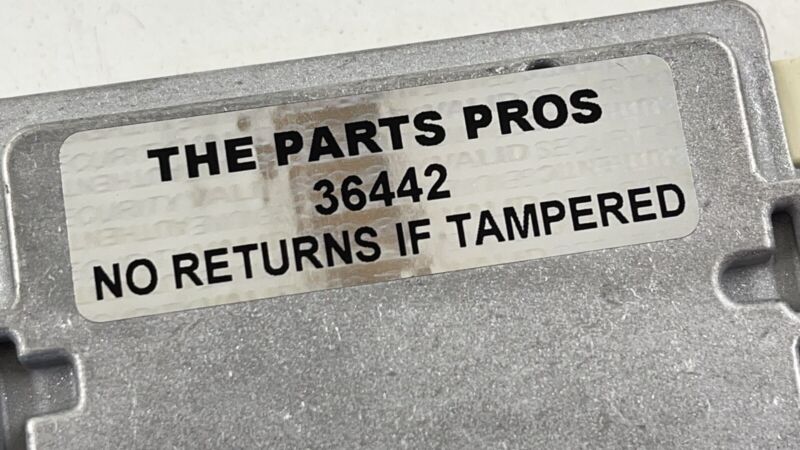 THE PARTS PROS
36442
NO RETURNS IF TAMPERED